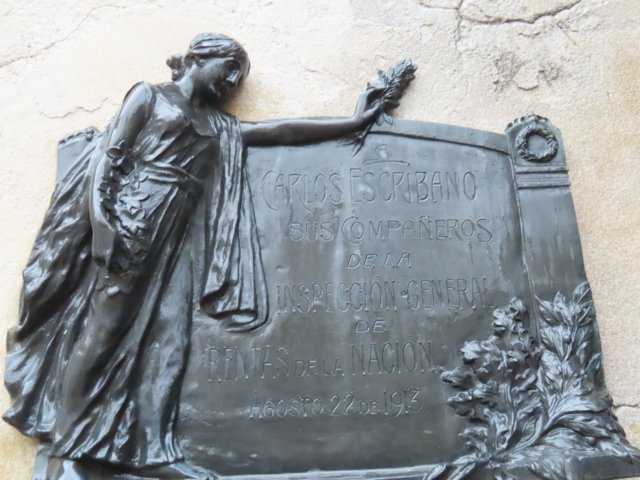 A
CARLOS ESCRIBANO
SUS COMPAÑEROS
DE LA
INSPECCION GENERAL
DE
RENTAS DE LA NACION.
AGOSTO 22 DE 1913